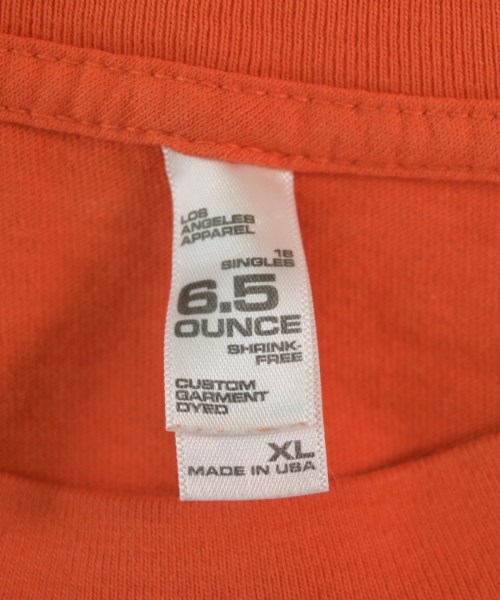 LOS
ANGELES
APPAREL
18
SINGLES
6.5
OUNCE
SHRINK-
FREE
CUSTOM
GARMENT
DYED
XL
MADE IN USA